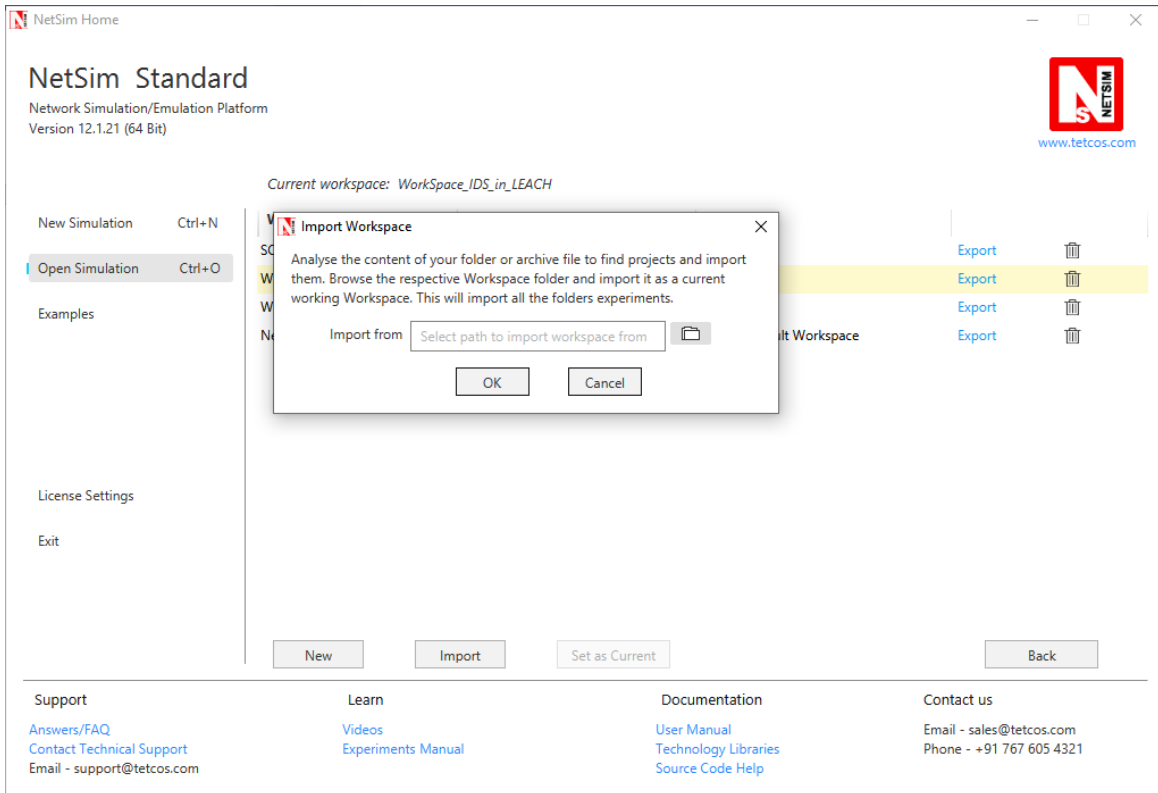 NetSim Home
NetSim Standard
Network Simulation/Emulation Platform
Version 12.1.21 (64 Bit)
NETSIM
www.tetcos.com
Current workspace: WorkSpace_IDS_in_LEACH
New Simulation Ctrl+N
Open Simulation Ctrl+O
Examples
License Settings
Exit
Import Workspace
Analyse the content of your folder or archive file to find projects and import
them. Browse the respective Workspace folder and import it as a current
working Workspace. This will import all the folders experiments.
Import from Select path to import workspace from
OK Cancel
Export
Export
Export
Workspace Export
New Import Set as Current Back
Support
Answers/FAQ
Contact Technical Support
Email - support@tetcos.com
Learn
Videos
Experiments Manual
Documentation
User Manual
Technology Libraries
Source Code Help
Contact us
Email - sales@tetcos.com
Phone - +91 767 605 4321